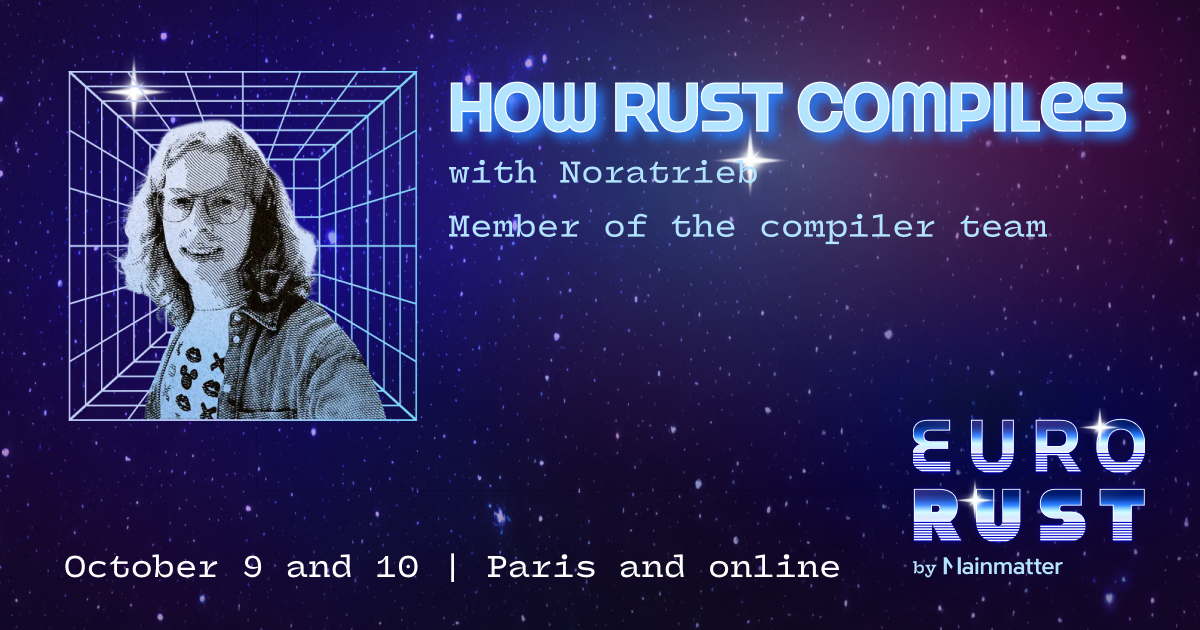 HOW RUST COMPILES
with Noratrieb
Member of the compiler team
EURO
RUST
by Mainmatter
October 9 and 10 | Paris and online